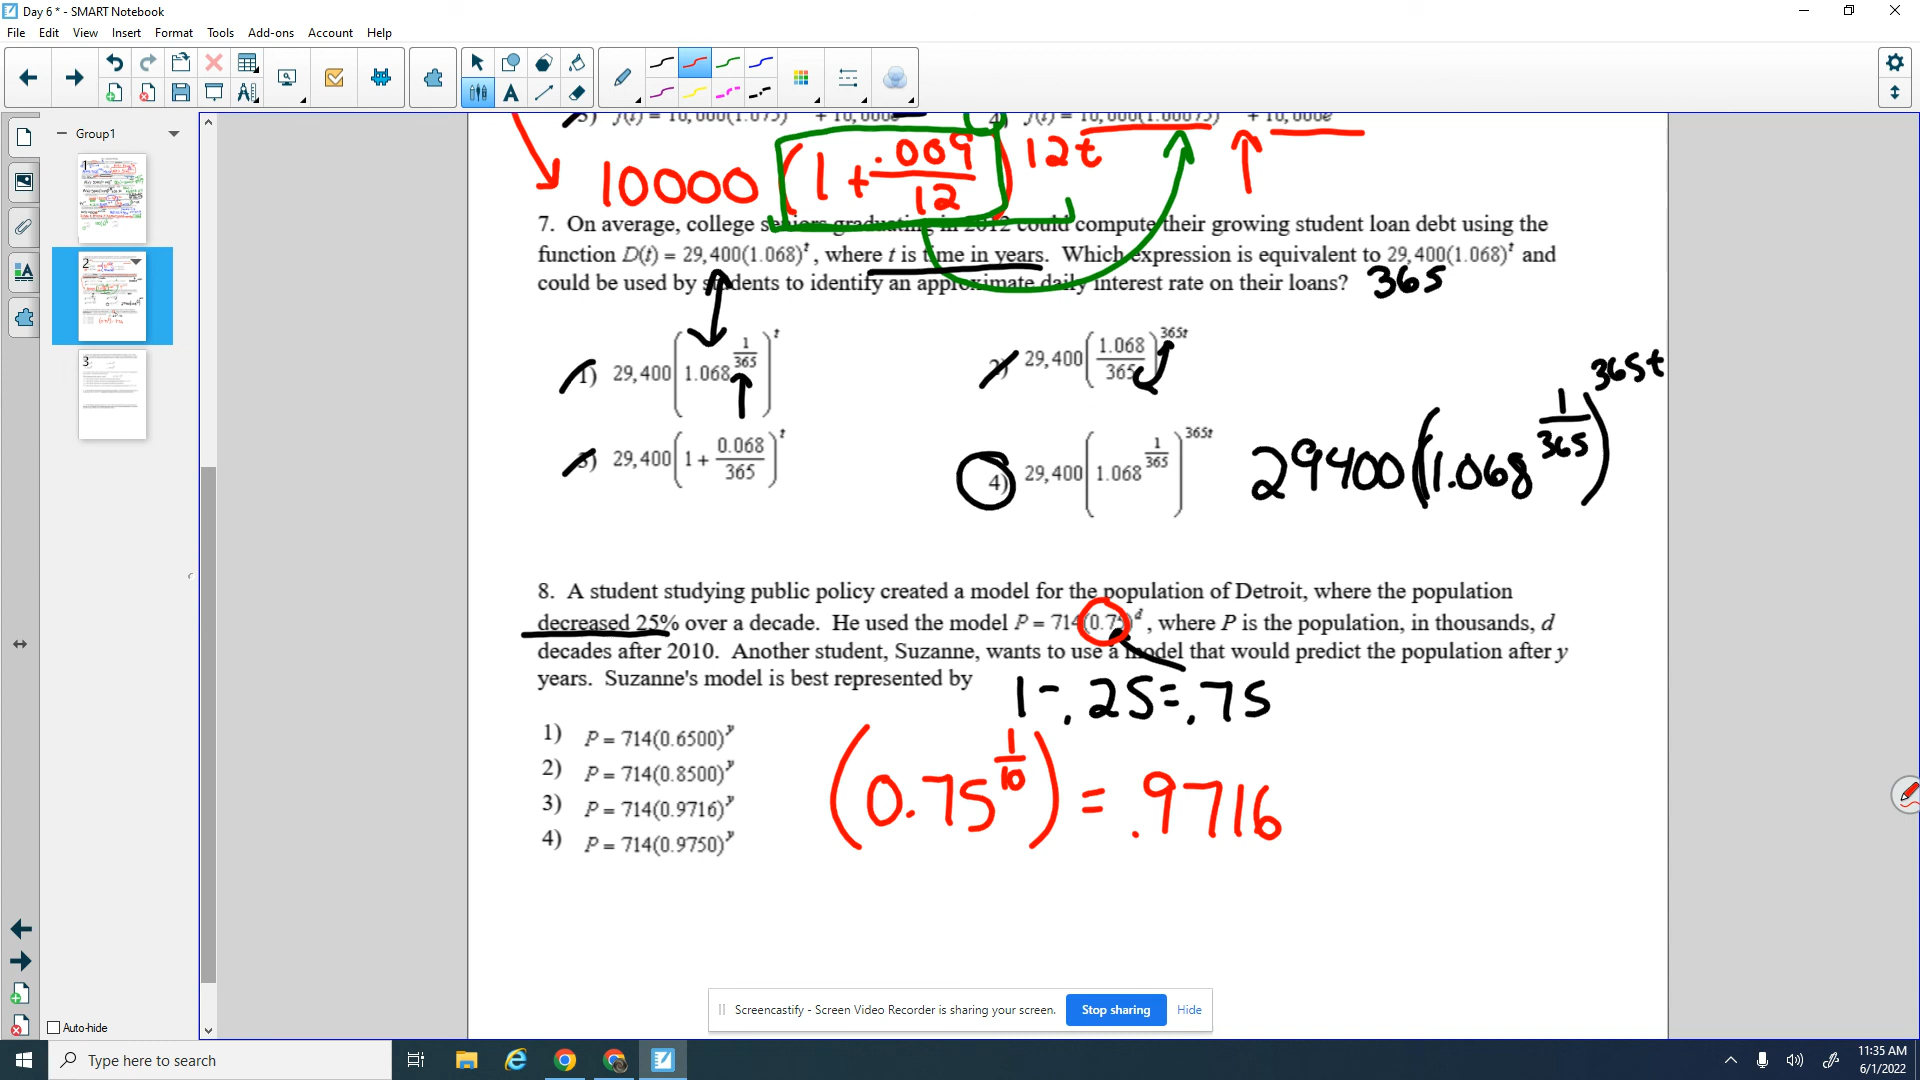 Day 6 * - SMART Notebook
File Edit View Insert Format Tools Add-ons Account Help
Group1
1
2
3
Auto-hide
10000 (1 + .009/12) 12t
7. On average, college seniors graduating in 2012 could compute their growing student loan debt using the
function D(t) = 29,400(1.068)^t, where t is time in years. Which expression is equivalent to 29,400(1.068)^t and
could be used by students to identify an approximate daily interest rate on their loans? 365
1) 29,400(1.068^(1/365))^t
2) 29,400(1.068/365)^365t
3) 29,400(1 + 0.068/365)^t
4) 29,400(1.068^(1/365))^365t
29400(1.068^(1/365))^365t
8. A student studying public policy created a model for the population of Detroit, where the population
decreased 25% over a decade. He used the model P = 714(0.75)^d, where P is the population, in thousands, d
decades after 2010. Another student, Suzanne, wants to use a model that would predict the population after y
years. Suzanne's model is best represented by
1 - .25 = .75
1) P = 714(0.6500)^y
2) P = 714(0.8500)^y
3) P = 714(0.9716)^y
4) P = 714(0.9750)^y
(0.75^(1/10)) = .9716
Screencastify - Screen Video Recorder is sharing your screen. Stop sharing Hide
Type here to search
11:35 AM
6/1/2022